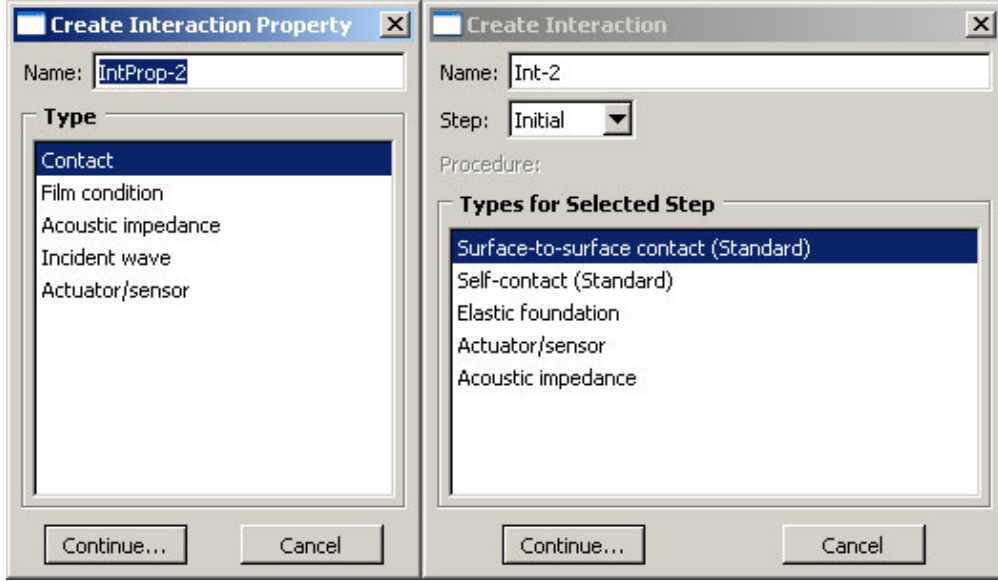 Create Interaction Property
Name: IntProp-2
Type
Contact
Film condition
Acoustic impedance
Incident wave
Actuator/sensor
Continue...
Cancel
Create Interaction
Name: Int-2
Step: Initial
Procedure:
Types for Selected Step
Surface-to-surface contact (Standard)
Self-contact (Standard)
Elastic foundation
Actuator/sensor
Acoustic impedance
Continue...
Cancel